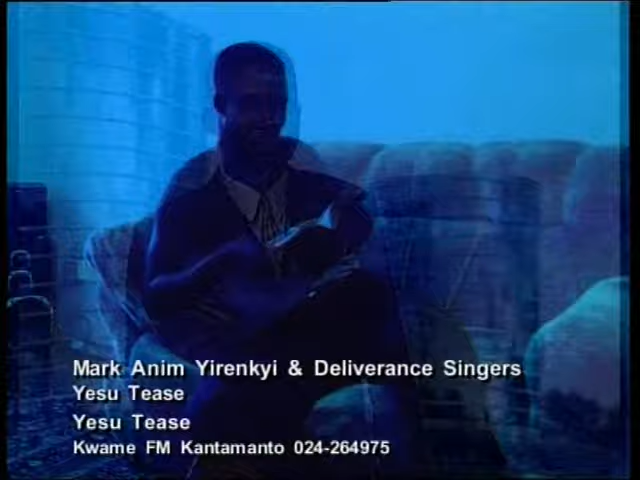 Mark Anim Yirenkyi & Deliverance Singers
Yesu Tease
Yesu Tease
Kwame FM Kantamanto 024-264975